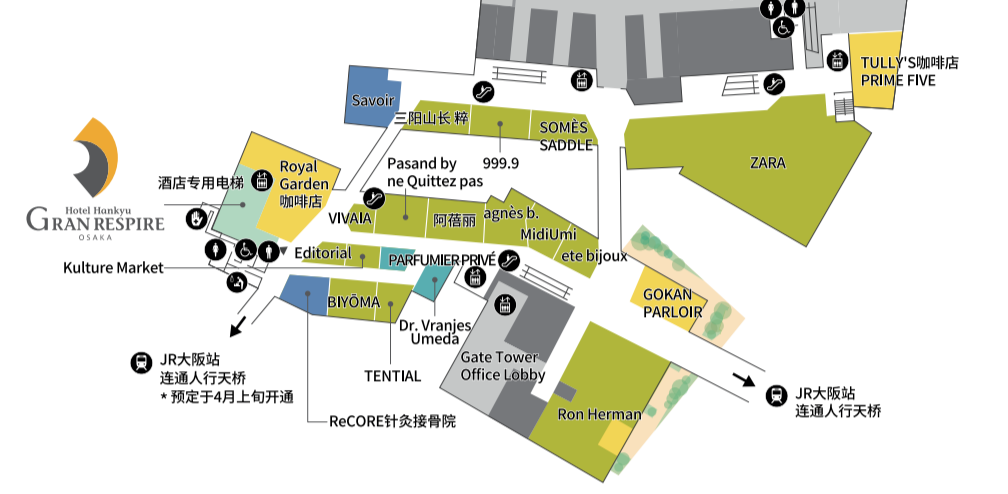 TULLY'S咖啡店
PRIME FIVE
Savoir
三阳山长 粹
999.9
SOMÈS
SADDLE
ZARA
Royal
Garden
咖啡店
酒店专用电梯
Hotel Hankyu
GRAN RESPIRE
OSAKA
Pasand by
ne Quittez pas
VIVAIA
阿蓓丽
agnès b.
MidiUmi
ete bijoux
Editorial
PARFUMIER PRIVÉ
Kulture Market
BIYŌMA
Dr. Vranjes
Umeda
TENTIAL
ReCORE针灸接骨院
GOKAN
PARLOIR
Gate Tower
Office Lobby
Ron Herman
JR大阪站
连通人行天桥
* 预定于4月上旬开通
JR大阪站
连通人行天桥